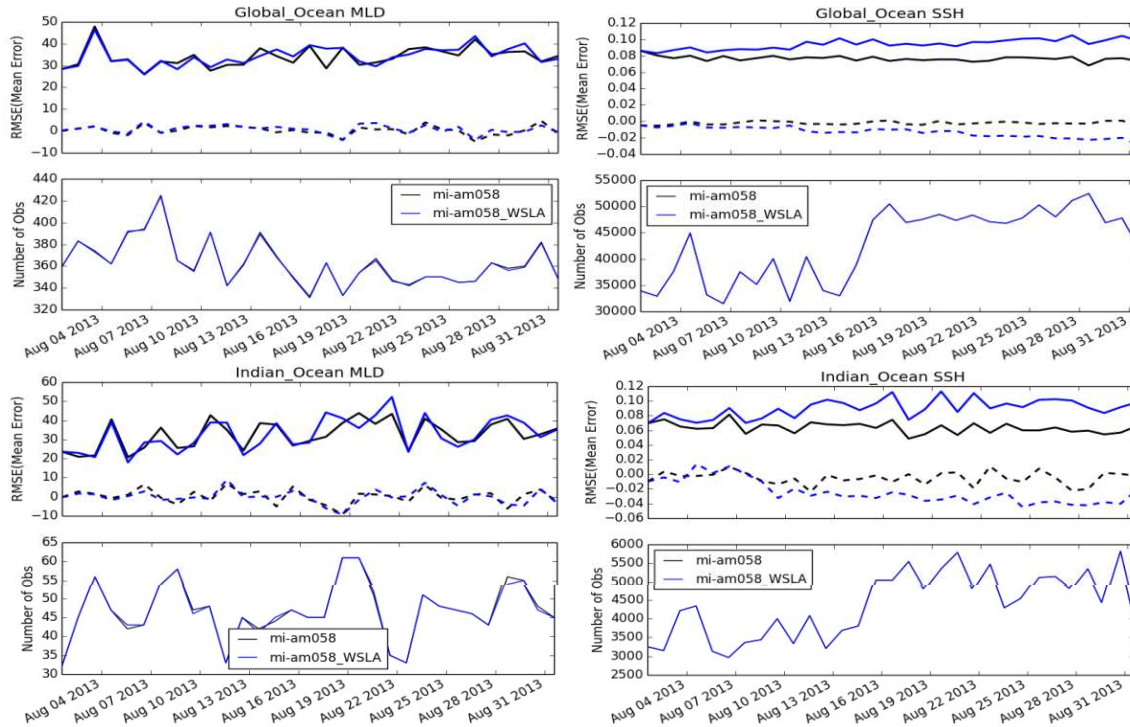 Global_Ocean MLD
RMSE(Mean Error)
50
40
30
20
10
0
−10
Number of Obs
440
420
400
380
360
340
320
mi-am058
mi-am058_WSLA
Aug 04 2013
Aug 07 2013
Aug 10 2013
Aug 13 2013
Aug 16 2013
Aug 19 2013
Aug 22 2013
Aug 25 2013
Aug 28 2013
Aug 31 2013
Global_Ocean SSH
RMSE(Mean Error)
0.12
0.10
0.08
0.06
0.04
0.02
0.00
−0.02
−0.04
Number of Obs
55000
50000
45000
40000
35000
30000
mi-am058
mi-am058_WSLA
Aug 04 2013
Aug 07 2013
Aug 10 2013
Aug 13 2013
Aug 16 2013
Aug 19 2013
Aug 22 2013
Aug 25 2013
Aug 28 2013
Aug 31 2013
Indian_Ocean MLD
RMSE(Mean Error)
60
50
40
30
20
10
0
−10
Number of Obs
65
60
55
50
45
40
35
30
mi-am058
mi-am058_WSLA
Aug 04 2013
Aug 07 2013
Aug 10 2013
Aug 13 2013
Aug 16 2013
Aug 19 2013
Aug 22 2013
Aug 25 2013
Aug 28 2013
Aug 31 2013
Indian_Ocean SSH
RMSE(Mean Error)
0.12
0.10
0.08
0.06
0.04
0.02
0.00
−0.02
−0.04
−0.06
Number of Obs
6000
5500
5000
4500
4000
3500
3000
2500
mi-am058
mi-am058_WSLA
Aug 04 2013
Aug 07 2013
Aug 10 2013
Aug 13 2013
Aug 16 2013
Aug 19 2013
Aug 22 2013
Aug 25 2013
Aug 28 2013
Aug 31 2013